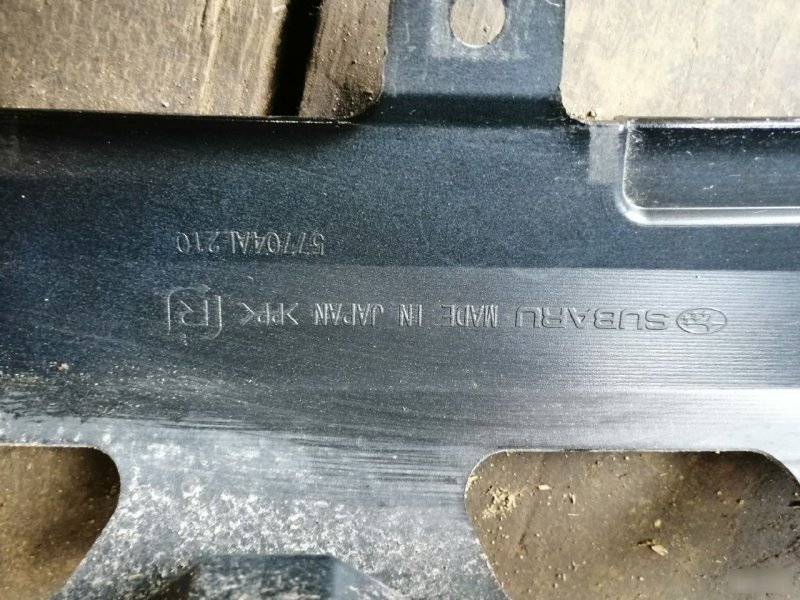 SUBARU MADE IN JAPAN >PP< R
57704AL210